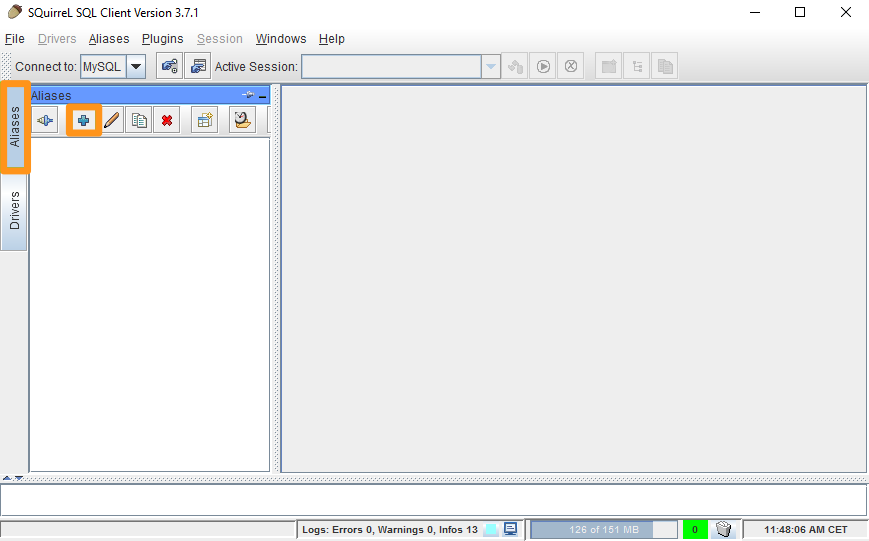 SQuirreL SQL Client Version 3.7.1
File Drivers Aliases Plugins Session Windows Help
Connect to: MySQL Active Session:
Aliases
Aliases
Drivers
Logs: Errors 0, Warnings 0, Infos 13 126 of 151 MB 0 11:48:06 AM CET